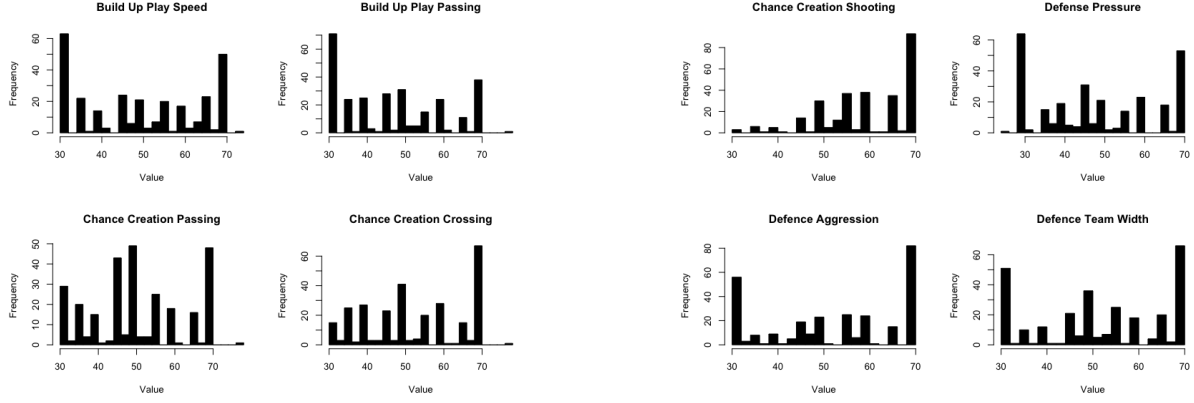 Build Up Play Speed
Frequency
0 20 40 60
30 40 50 60 70
Value
Build Up Play Passing
Frequency
0 20 40 60
30 40 50 60 70
Value
Chance Creation Shooting
Frequency
0 20 40 60 80
30 40 50 60 70
Value
Defense Pressure
Frequency
0 20 40 60
30 40 50 60 70
Value
Chance Creation Passing
Frequency
0 10 20 30 40 50
30 40 50 60 70
Value
Chance Creation Crossing
Frequency
0 20 40 60
30 40 50 60 70
Value
Defence Aggression
Frequency
0 20 40 60 80
30 40 50 60 70
Value
Defence Team Width
Frequency
0 20 40 60
30 40 50 60 70
Value